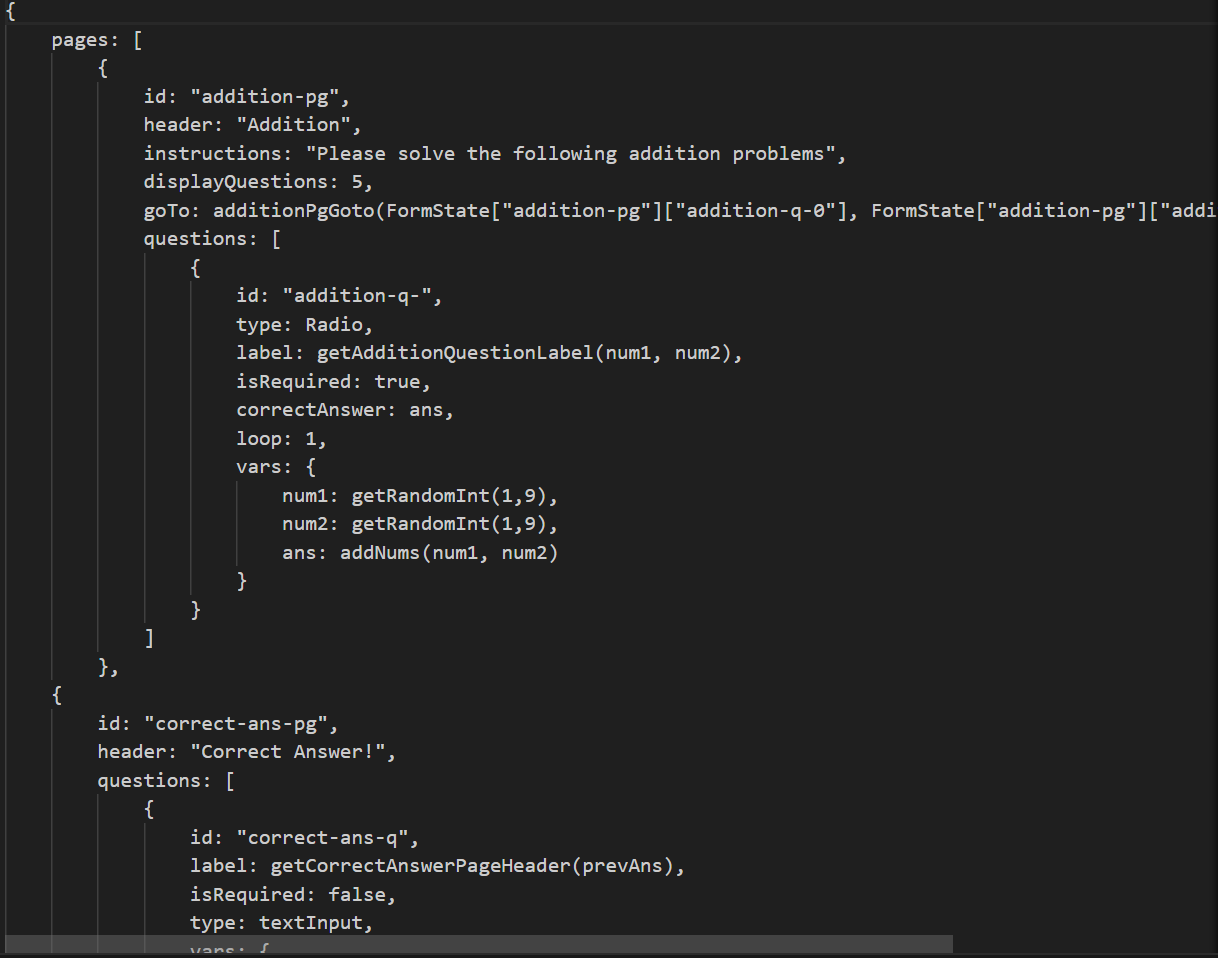 {
pages: [
{
id: "addition-pg",
header: "Addition",
instructions: "Please solve the following addition problems",
displayQuestions: 5,
goTo: additionPgGoto(FormState["addition-pg"]["addition-q-0"], FormState["addition-pg"]["addi
questions: [
{
id: "addition-q-",
type: Radio,
label: getAdditionQuestionLabel(num1, num2),
isRequired: true,
correctAnswer: ans,
loop: 1,
vars: {
num1: getRandomInt(1,9),
num2: getRandomInt(1,9),
ans: addNums(num1, num2)
}
}
]
},
{
id: "correct-ans-pg",
header: "Correct Answer!",
questions: [
{
id: "correct-ans-q",
label: getCorrectAnswerPageHeader(prevAns),
isRequired: false,
type: textInput,
vars: {